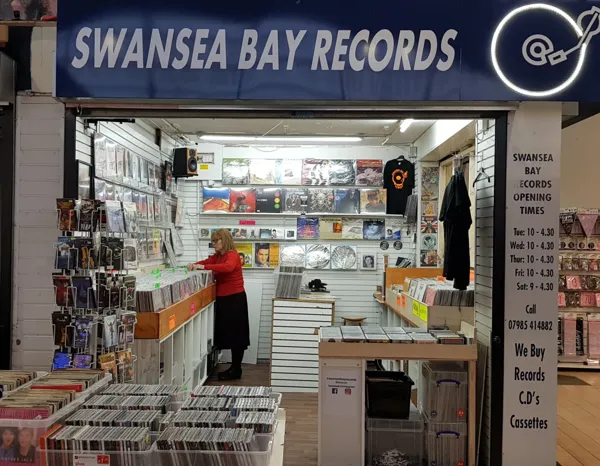 SWANSEA BAY RECORDS
SWANSEA
BAY
RECORDS
OPENING
TIMES
Tue: 10 - 4.30
Wed: 10 - 4.30
Thur: 10 - 4.30
Fri: 10 - 4.30
Sat: 9 - 4.30
Call
07985 414882
We Buy
Records
C.D's
Cassettes